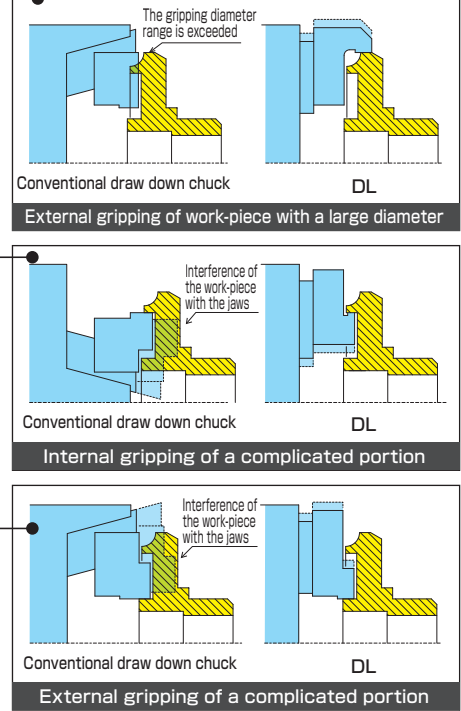 The gripping diameter
range is exceeded
Conventional draw down chuck
DL
External gripping of work-piece with a large diameter
Interference of
the work-piece
with the jaws
Conventional draw down chuck
DL
Internal gripping of a complicated portion
Interference of
the work-piece
with the jaws
Conventional draw down chuck
DL
External gripping of a complicated portion